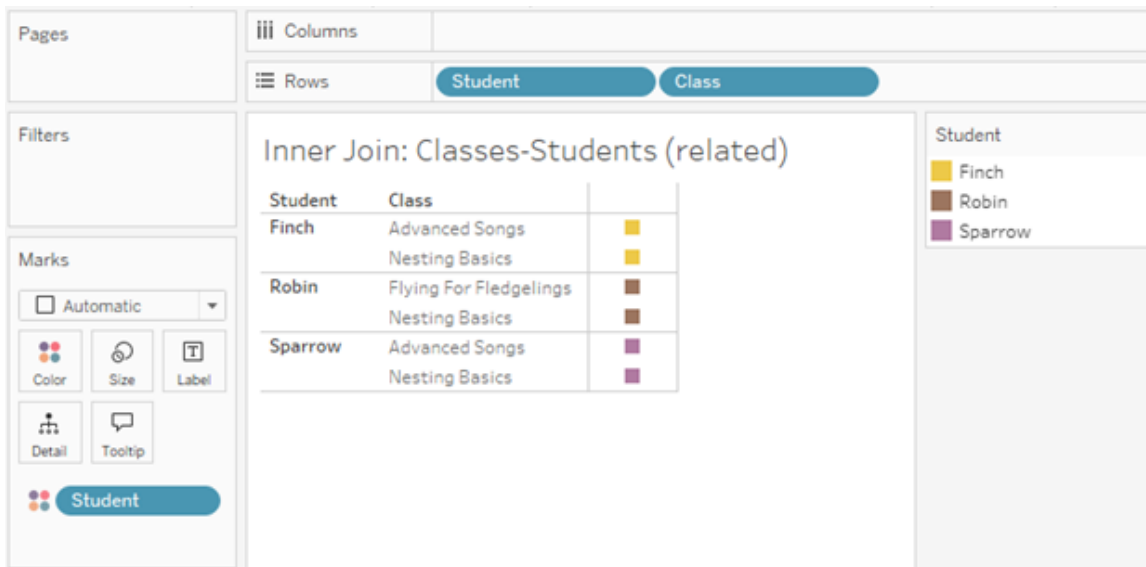 Pages
Columns
Rows
Student
Class
Filters
Inner Join: Classes-Students (related)
Student Class
Finch Advanced Songs
Nesting Basics
Robin Flying For Fledgelings
Nesting Basics
Sparrow Advanced Songs
Nesting Basics
Marks
Automatic
Color Size Label
Detail Tooltip
Student
Student
Finch
Robin
Sparrow